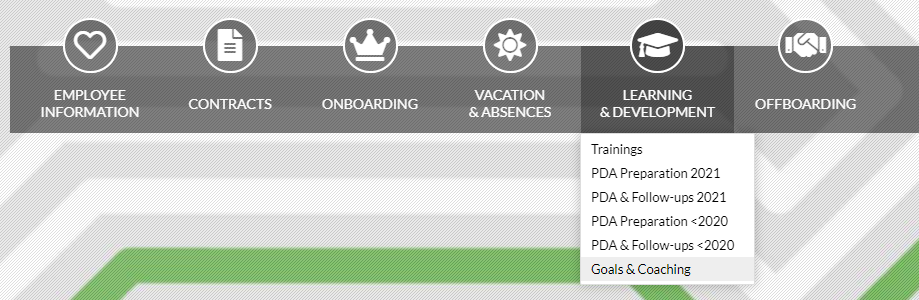 EMPLOYEE
INFORMATION
CONTRACTS
ONBOARDING
VACATION
& ABSENCES
LEARNING
& DEVELOPMENT
OFFBOARDING
Trainings
PDA Preparation 2021
PDA & Follow-ups 2021
PDA Preparation <2020
PDA & Follow-ups <2020
Goals & Coaching